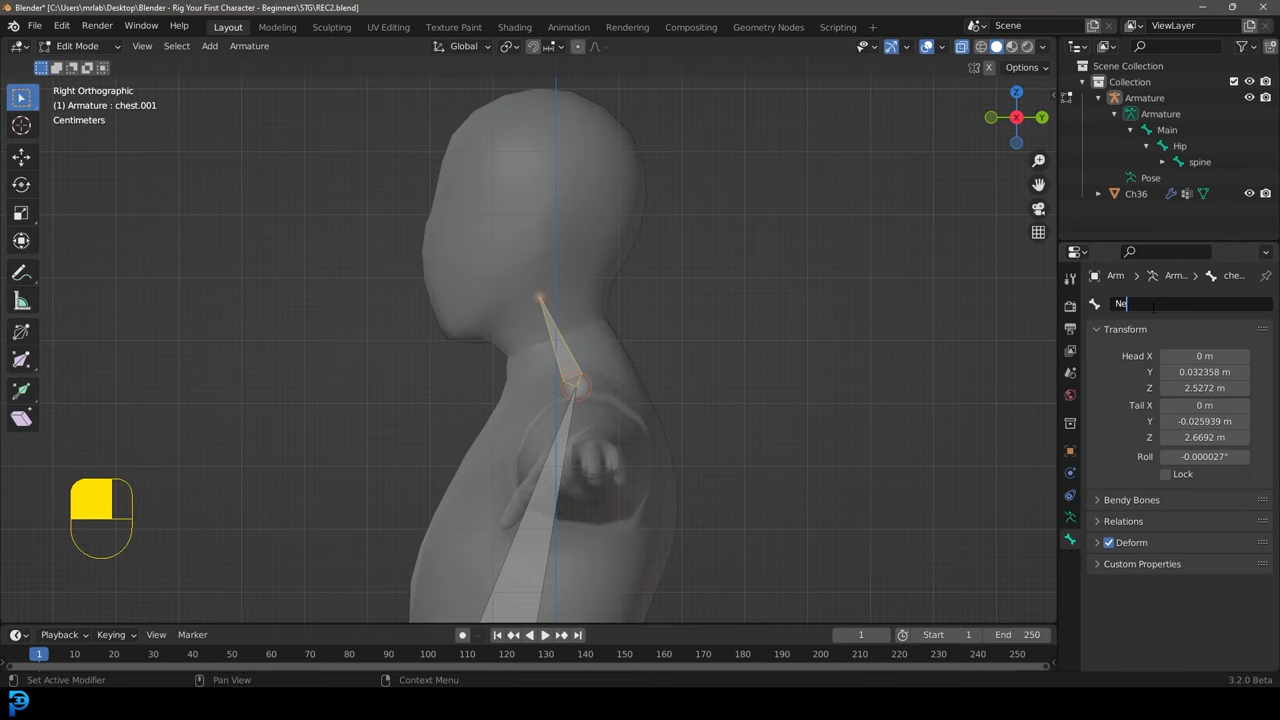 Blender* [C:\Users\mrlab\Desktop\Blender - Rig Your First Character - Beginners\STG\REC2.blend]
File Edit Render Window Help Layout Modeling Sculpting UV Editing Texture Paint Shading Animation Rendering Compositing Geometry Nodes Scripting Scene ViewLayer
Edit Mode View Select Add Armature Global
X Options
Right Orthographic
(1) Armature : chest.001
Centimeters
Z
X
Y
Scene Collection
Collection
Armature
Armature
Main
Hip
spine
Pose
Ch36
Arm > Arm... > che...
Ne
Transform
Head X 0 m
Y 0.032358 m
Z 2.5272 m
Tail X 0 m
Y -0.025939 m
Z 2.6692 m
Roll -0.000027°
Lock
Bendy Bones
Relations
Deform
Custom Properties
Playback Keying View Marker 1 Start 1 End 250
1 10 20 30 40 50 60 70 80 90 100 110 120 130 140 150 160 170 180 190 200 210 220 230 240 250
Set Active Modifier Pan View Context Menu 3.2.0 Beta